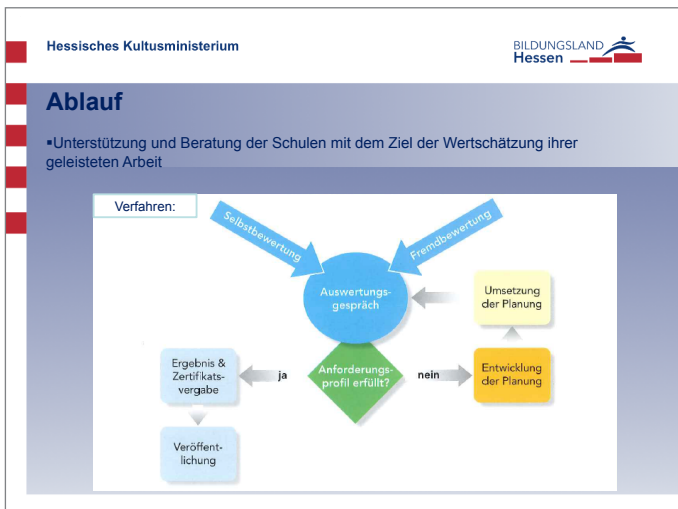 Hessisches Kultusministerium
BILDUNGSLAND
Hessen
Ablauf
▪Unterstützung und Beratung der Schulen mit dem Ziel der Wertschätzung ihrer
geleisteten Arbeit
Verfahren:
Selbstbewertung
Fremdbewertung
Auswertungs-
gespräch
Umsetzung
der Planung
Ergebnis &
Zertifikats-
vergabe
ja
Anforderungs-
profil erfüllt?
nein
Entwicklung
der Planung
Veröffent-
lichung